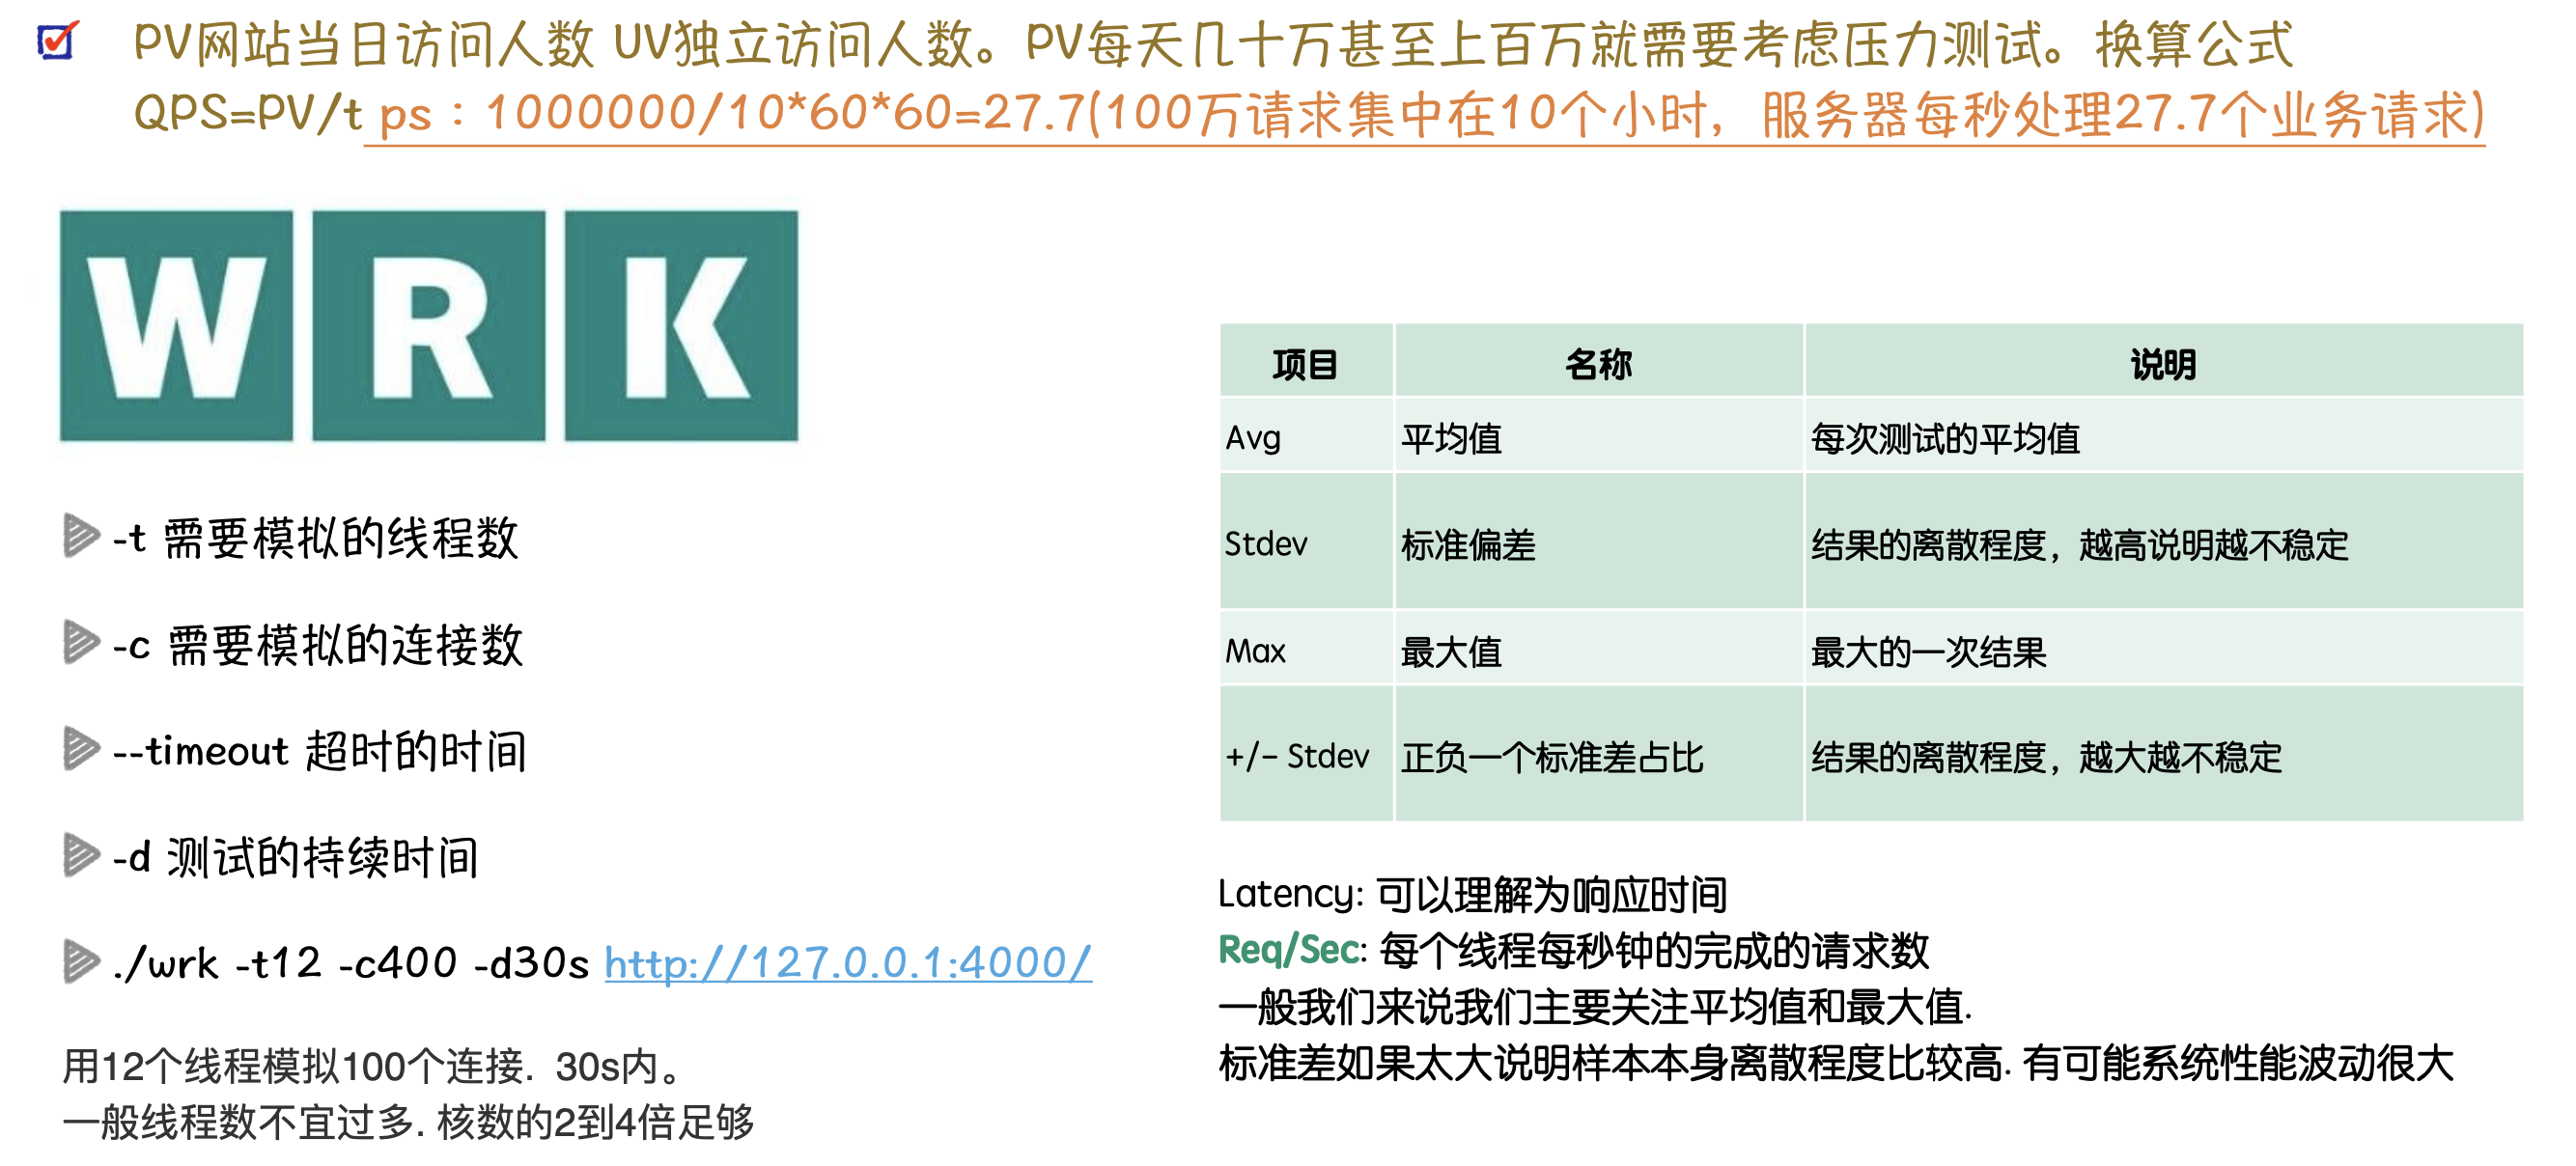 PV网站当日访问人数 UV独立访问人数。PV每天几十万甚至上百万就需要考虑压力测试。换算公式
QPS=PV/t ps：1000000/10*60*60=27.7(100万请求集中在10个小时，服务器每秒处理27.7个业务请求)
WRK
-t 需要模拟的线程数
-c 需要模拟的连接数
--timeout 超时的时间
-d 测试的持续时间
./wrk -t12 -c400 -d30s http://127.0.0.1:4000/
用12个线程模拟100个连接. 30s内。
一般线程数不宜过多. 核数的2到4倍足够
项目 名称 说明
Avg 平均值 每次测试的平均值
Stdev 标准偏差 结果的离散程度，越高说明越不稳定
Max 最大值 最大的一次结果
+/- Stdev 正负一个标准差占比 结果的离散程度，越大越不稳定
Latency: 可以理解为响应时间
Req/Sec: 每个线程每秒钟的完成的请求数
一般我们来说我们主要关注平均值和最大值.
标准差如果太大说明样本本身离散程度比较高. 有可能系统性能波动很大